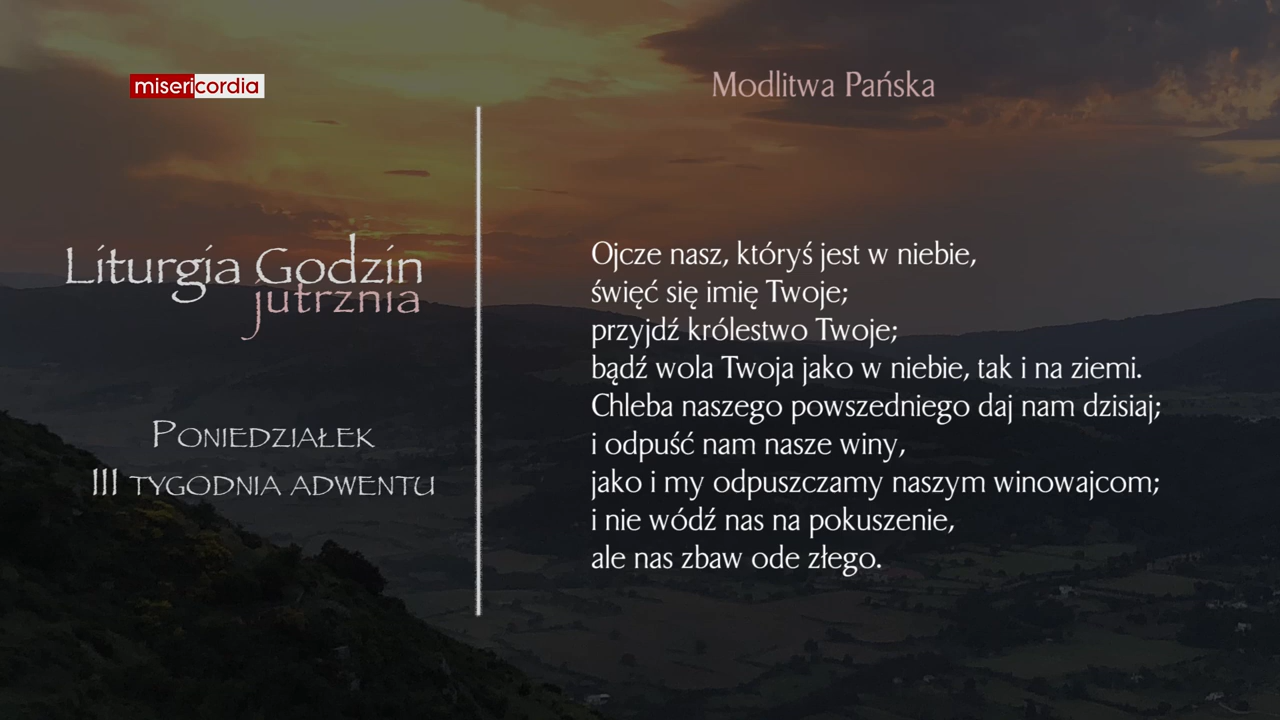 misericordia
Liturgia Godzin
jutrznia
Poniedziałek
III tygodnia adwentu
Modlitwa Pańska
Ojcze nasz, któryś jest w niebie,
święć się imię Twoje;
przyjdź królestwo Twoje;
bądź wola Twoja jako w niebie, tak i na ziemi.
Chleba naszego powszedniego daj nam dzisiaj;
i odpuść nam nasze winy,
jako i my odpuszczamy naszym winowajcom;
i nie wódź nas na pokuszenie,
ale nas zbaw ode złego.